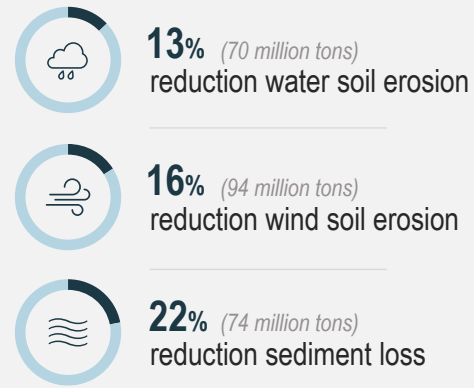 13% (70 million tons)
reduction water soil erosion
16% (94 million tons)
reduction wind soil erosion
22% (74 million tons)
reduction sediment loss